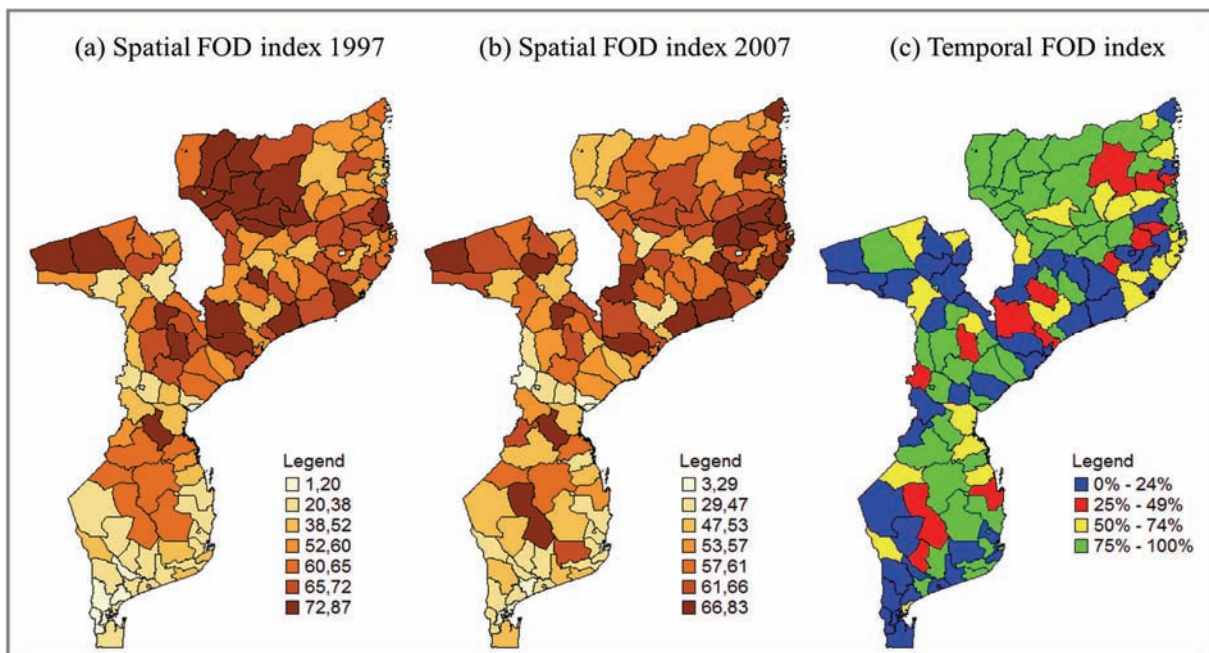 (a) Spatial FOD index 1997
(b) Spatial FOD index 2007
(c) Temporal FOD index
Legend
1,20
20,38
38,52
52,60
60,65
65,72
72,87
Legend
3,29
29,47
47,53
53,57
57,61
61,66
66,83
Legend
0% - 24%
25% - 49%
50% - 74%
75% - 100%